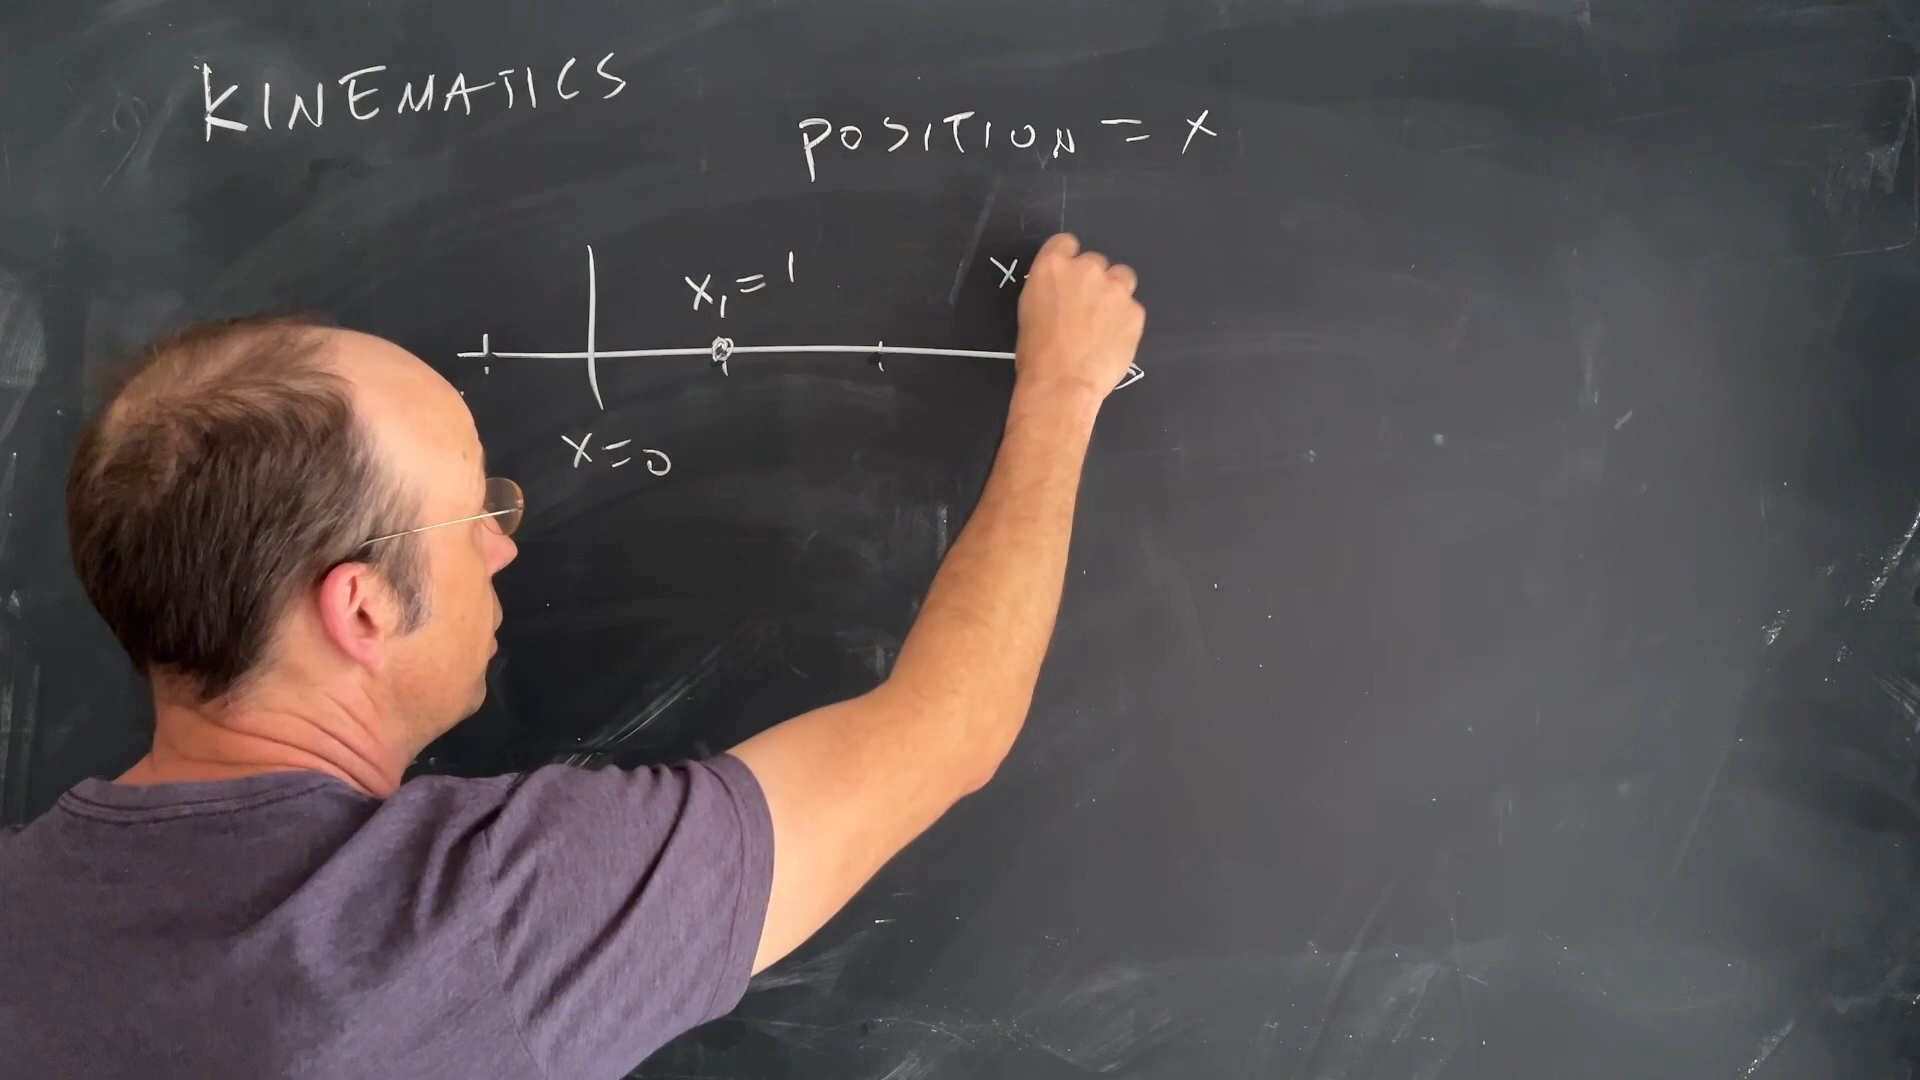 KINEMATICS
POSITION = X
X₁ = 1
X
X = 0